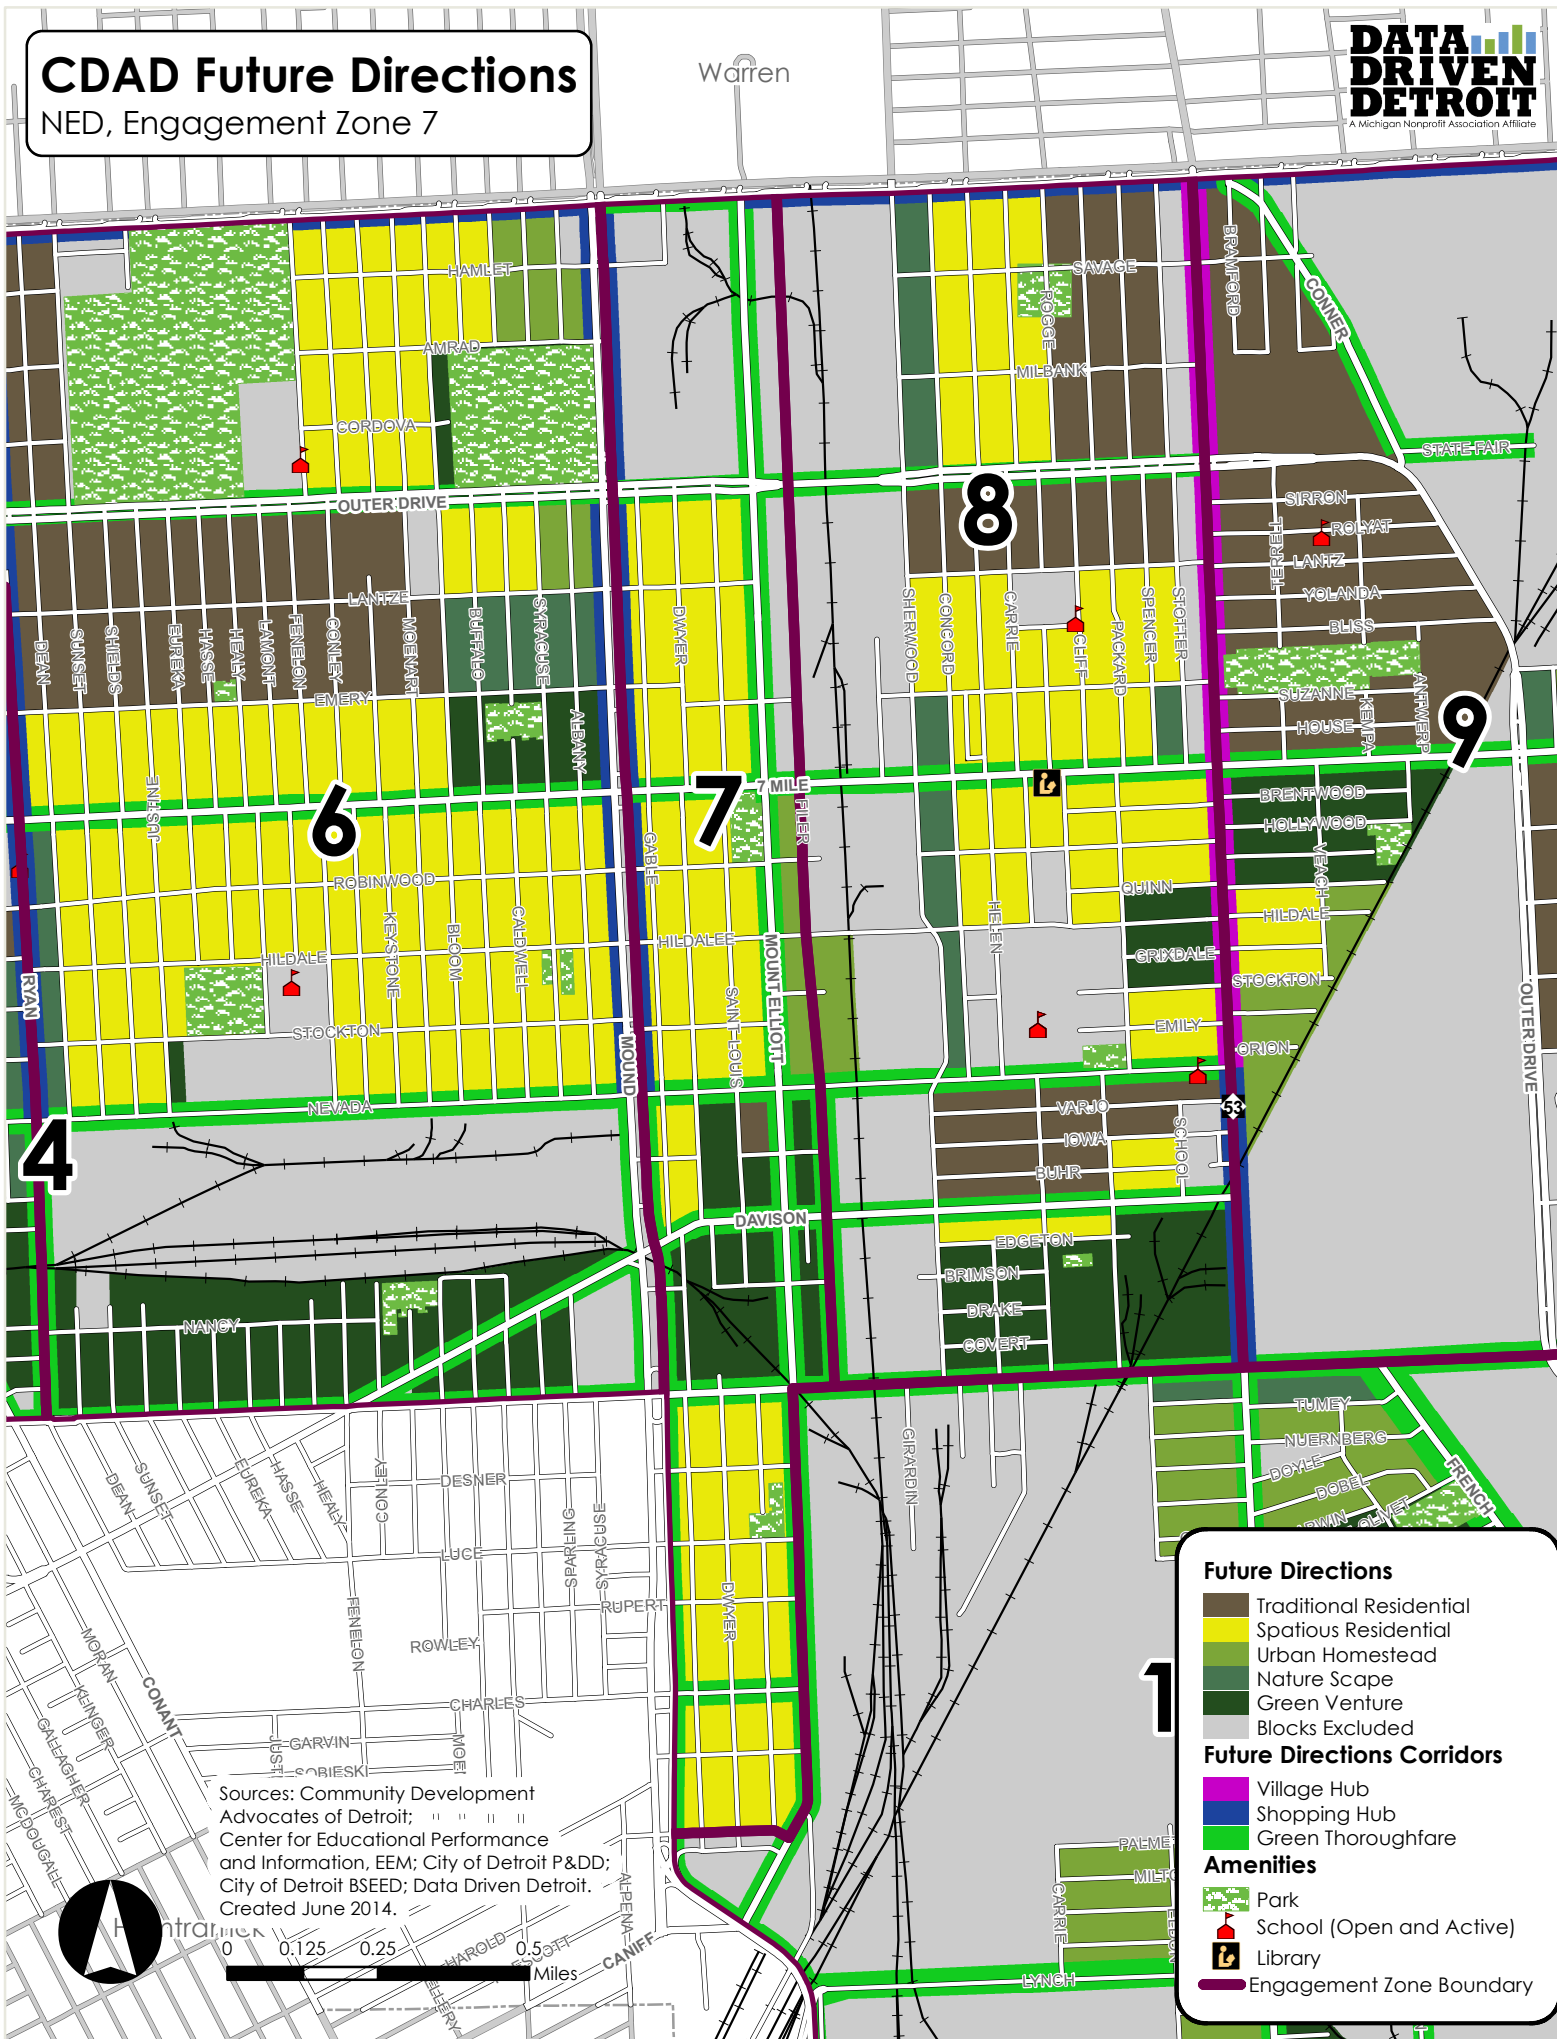 CDAD Future Directions
NED, Engagement Zone 7
Warren
DATA
DRIVEN
DETROIT
A Michigan Nonprofit Association Affiliate
HAMLET
AMRAD
CORDOVA
SAVAGE
ROGGE
MILBANK
BRAMFORD
CONNER
STATE FAIR
OUTER DRIVE
8
SIRRON
ROLYAT
TERRELL
LANTZ
YOLANDA
BLISS
LANTZE
DEAN
SUNSET
SHIELDS
EUREKA
HASSE
HEALY
LAMONT
FENELON
CONLEY
MOENART
BUFFALO
SYRACUSE
DWYER
SHERWOOD
CONCORD
CARRIE
CLIFF
PACKARD
SPENCER
STOTTER
EMERY
ALBANY
SUZANNE
HOUSE
KEMPA
ANTWERP
9
JUSTINE
6
7
7 MILE
FILER
BRENTWOOD
HOLLYWOOD
VEACH
GABLE
ROBINWOOD
QUINN
KEYSTONE
BLOOM
CALDWELL
HILDALE
HILDALEE
HELEN
HILDALE
GRIXDALE
STOCKTON
RYAN
STOCKTON
MOUND
SAINT LOUIS
MOUNT ELLIOTT
EMILY
ORION
OUTER DRIVE
NEVADA
VARJO
53
IOWA
SCHOOL
BUHR
4
DAVISON
EDGETON
BRIMSON
DRAKE
COVERT
NANCY
TUMEY
NUERNBERG
DOYLE
DOBEL
OLIVET
FRENCH
GIRARDIN
DEAN
SUNSET
EUREKA
HASSE
HEALY
CONLEY
DESNER
LUCE
SPARLING
SYRACUSE
RUPERT
DWYER
FENELON
ROWLEY
MORAN
KLINGER
CONANT
GALLAGHER
CHAREST
MCDOUGALL
CHARLES
GARVIN
SOBIESKI
1
PALME
CARRIE
LYNCH
ALPENA
HAROLD
CANIFF
Sources: Community Development
Advocates of Detroit;
Center for Educational Performance
and Information, EEM; City of Detroit P&DD;
City of Detroit BSEED; Data Driven Detroit.
Created June 2014.
0 0.125 0.25 0.5
Miles
Future Directions
Traditional Residential
Spatious Residential
Urban Homestead
Nature Scape
Green Venture
Blocks Excluded
Future Directions Corridors
Village Hub
Shopping Hub
Green Thoroughfare
Amenities
Park
School (Open and Active)
Library
Engagement Zone Boundary